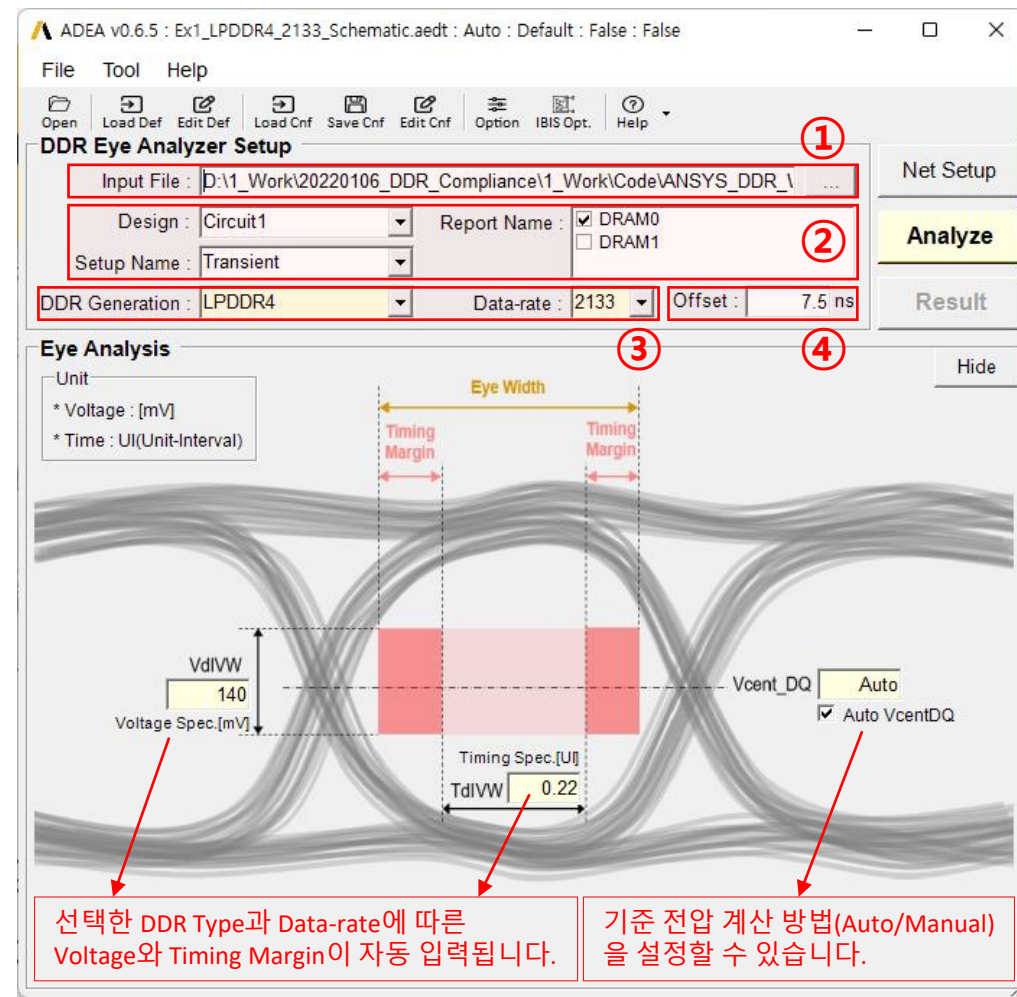 ADEA v0.6.5 : Ex1_LPDDR4_2133_Schematic.aedt : Auto : Default : False : False
File Tool Help
Open Load Def Edit Def Load Cnf Save Cnf Edit Cnf Option IBIS Opt. Help
DDR Eye Analyzer Setup
①
Input File : D:\1_Work\20220106_DDR_Compliance\1_Work\Code\ANSYS_DDR_\ ...
Net Setup
Design : Circuit1 Report Name : DRAM0
DRAM1
②
Analyze
Setup Name : Transient
DDR Generation : LPDDR4 Data-rate : 2133 Offset : 7.5 ns
Result
③ ④
Eye Analysis
Hide
Unit
* Voltage : [mV]
* Time : UI(Unit-Interval)
Eye Width
Timing Margin
Timing Margin
VdIVW
140
Voltage Spec.[mV]
Vcent_DQ Auto
Auto VcentDQ
Timing Spec.[UI]
TdIVW 0.22
선택한 DDR Type과 Data-rate에 따른
Voltage와 Timing Margin이 자동 입력됩니다.
기준 전압 계산 방법(Auto/Manual)
을 설정할 수 있습니다.